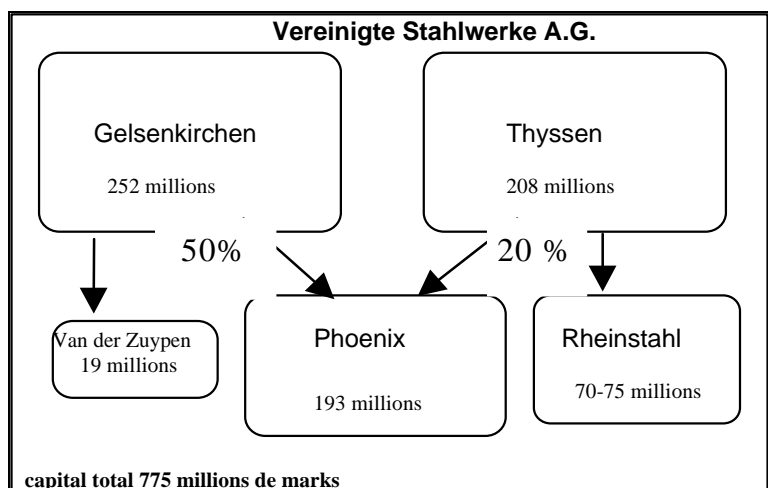 Vereinigte Stahlwerke A.G.
Gelsenkirchen
252 millions
Thyssen
208 millions
50%
20 %
Van der Zuypen
19 millions
Phoenix
193 millions
Rheinstahl
70-75 millions
capital total 775 millions de marks